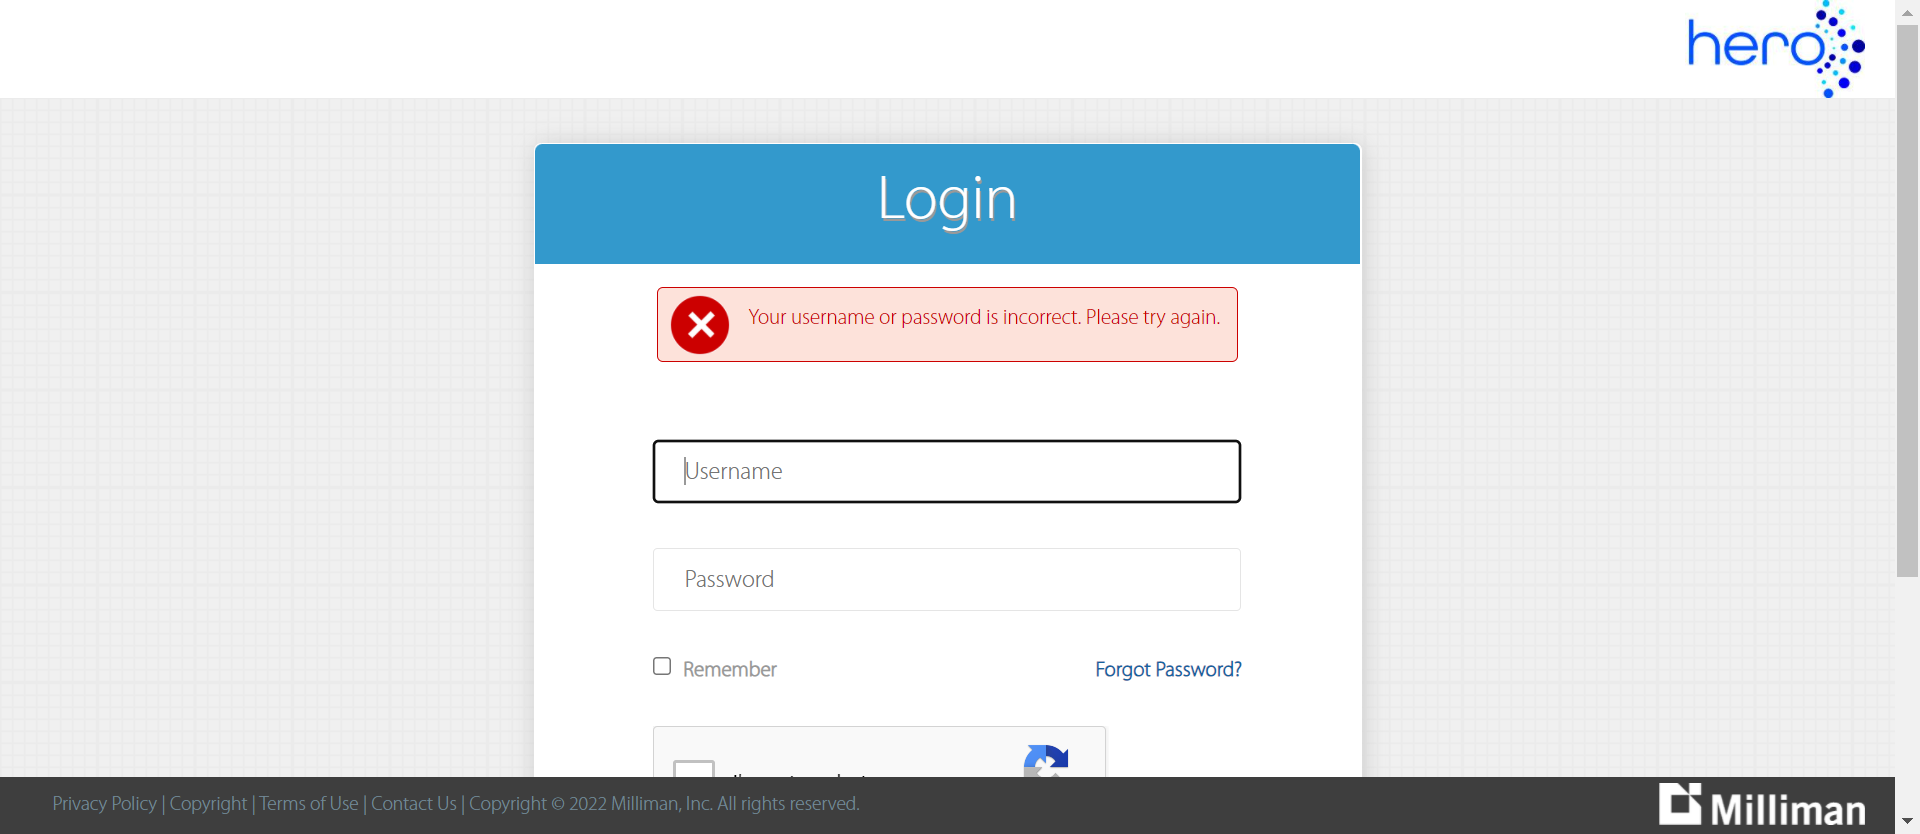 hero
Login
Your username or password is incorrect. Please try again.
Username
Password
Remember
Forgot Password?
Privacy Policy | Copyright | Terms of Use | Contact Us | Copyright © 2022 Milliman, Inc. All rights reserved.
Milliman